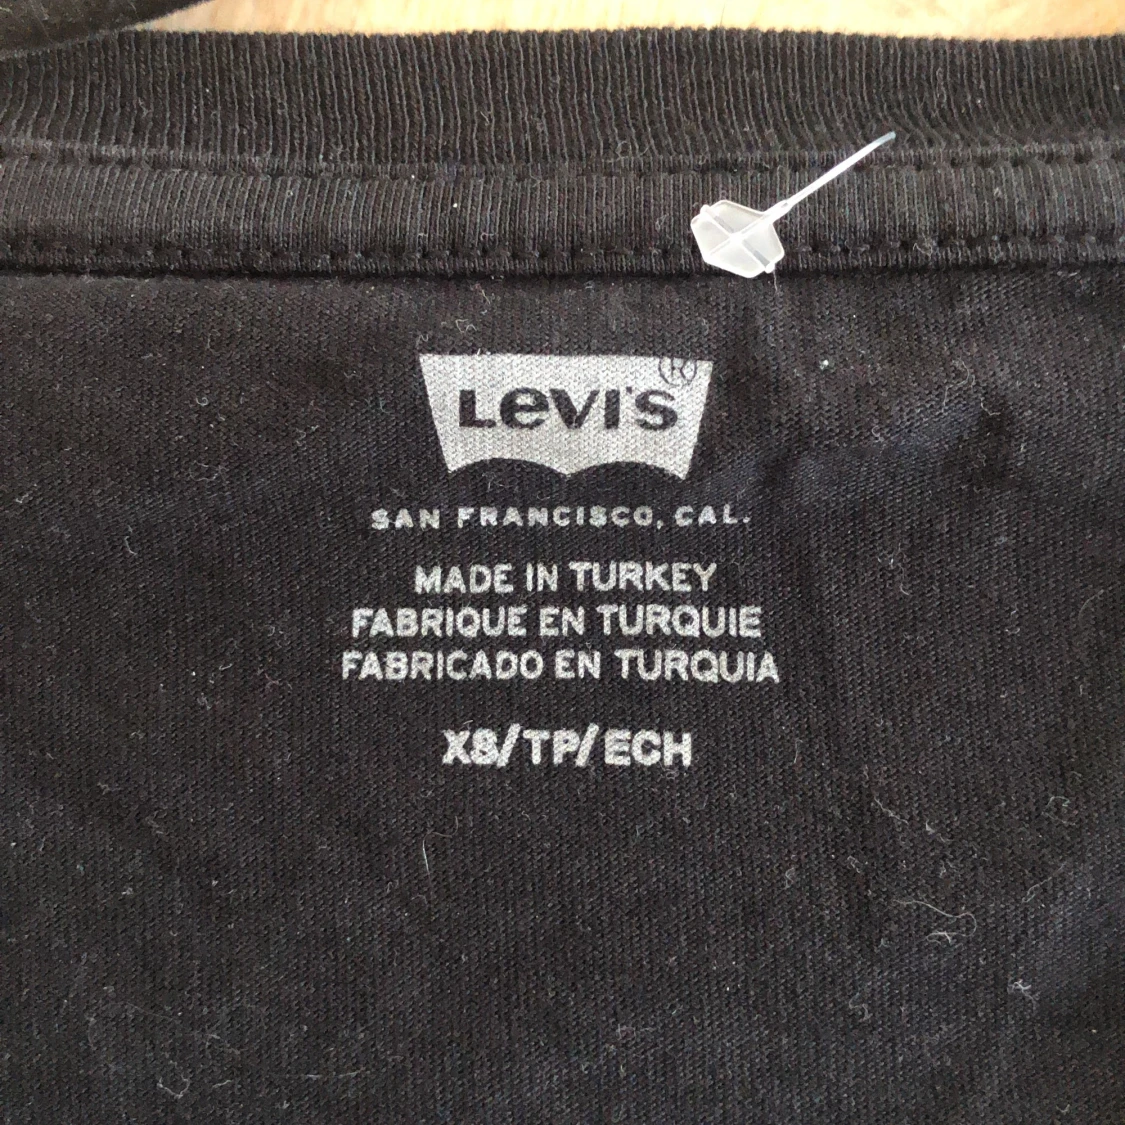 LEVI'S®
SAN FRANCISCO, CAL.
MADE IN TURKEY
FABRIQUE EN TURQUIE
FABRICADO EN TURQUIA
XS/TP/ECH